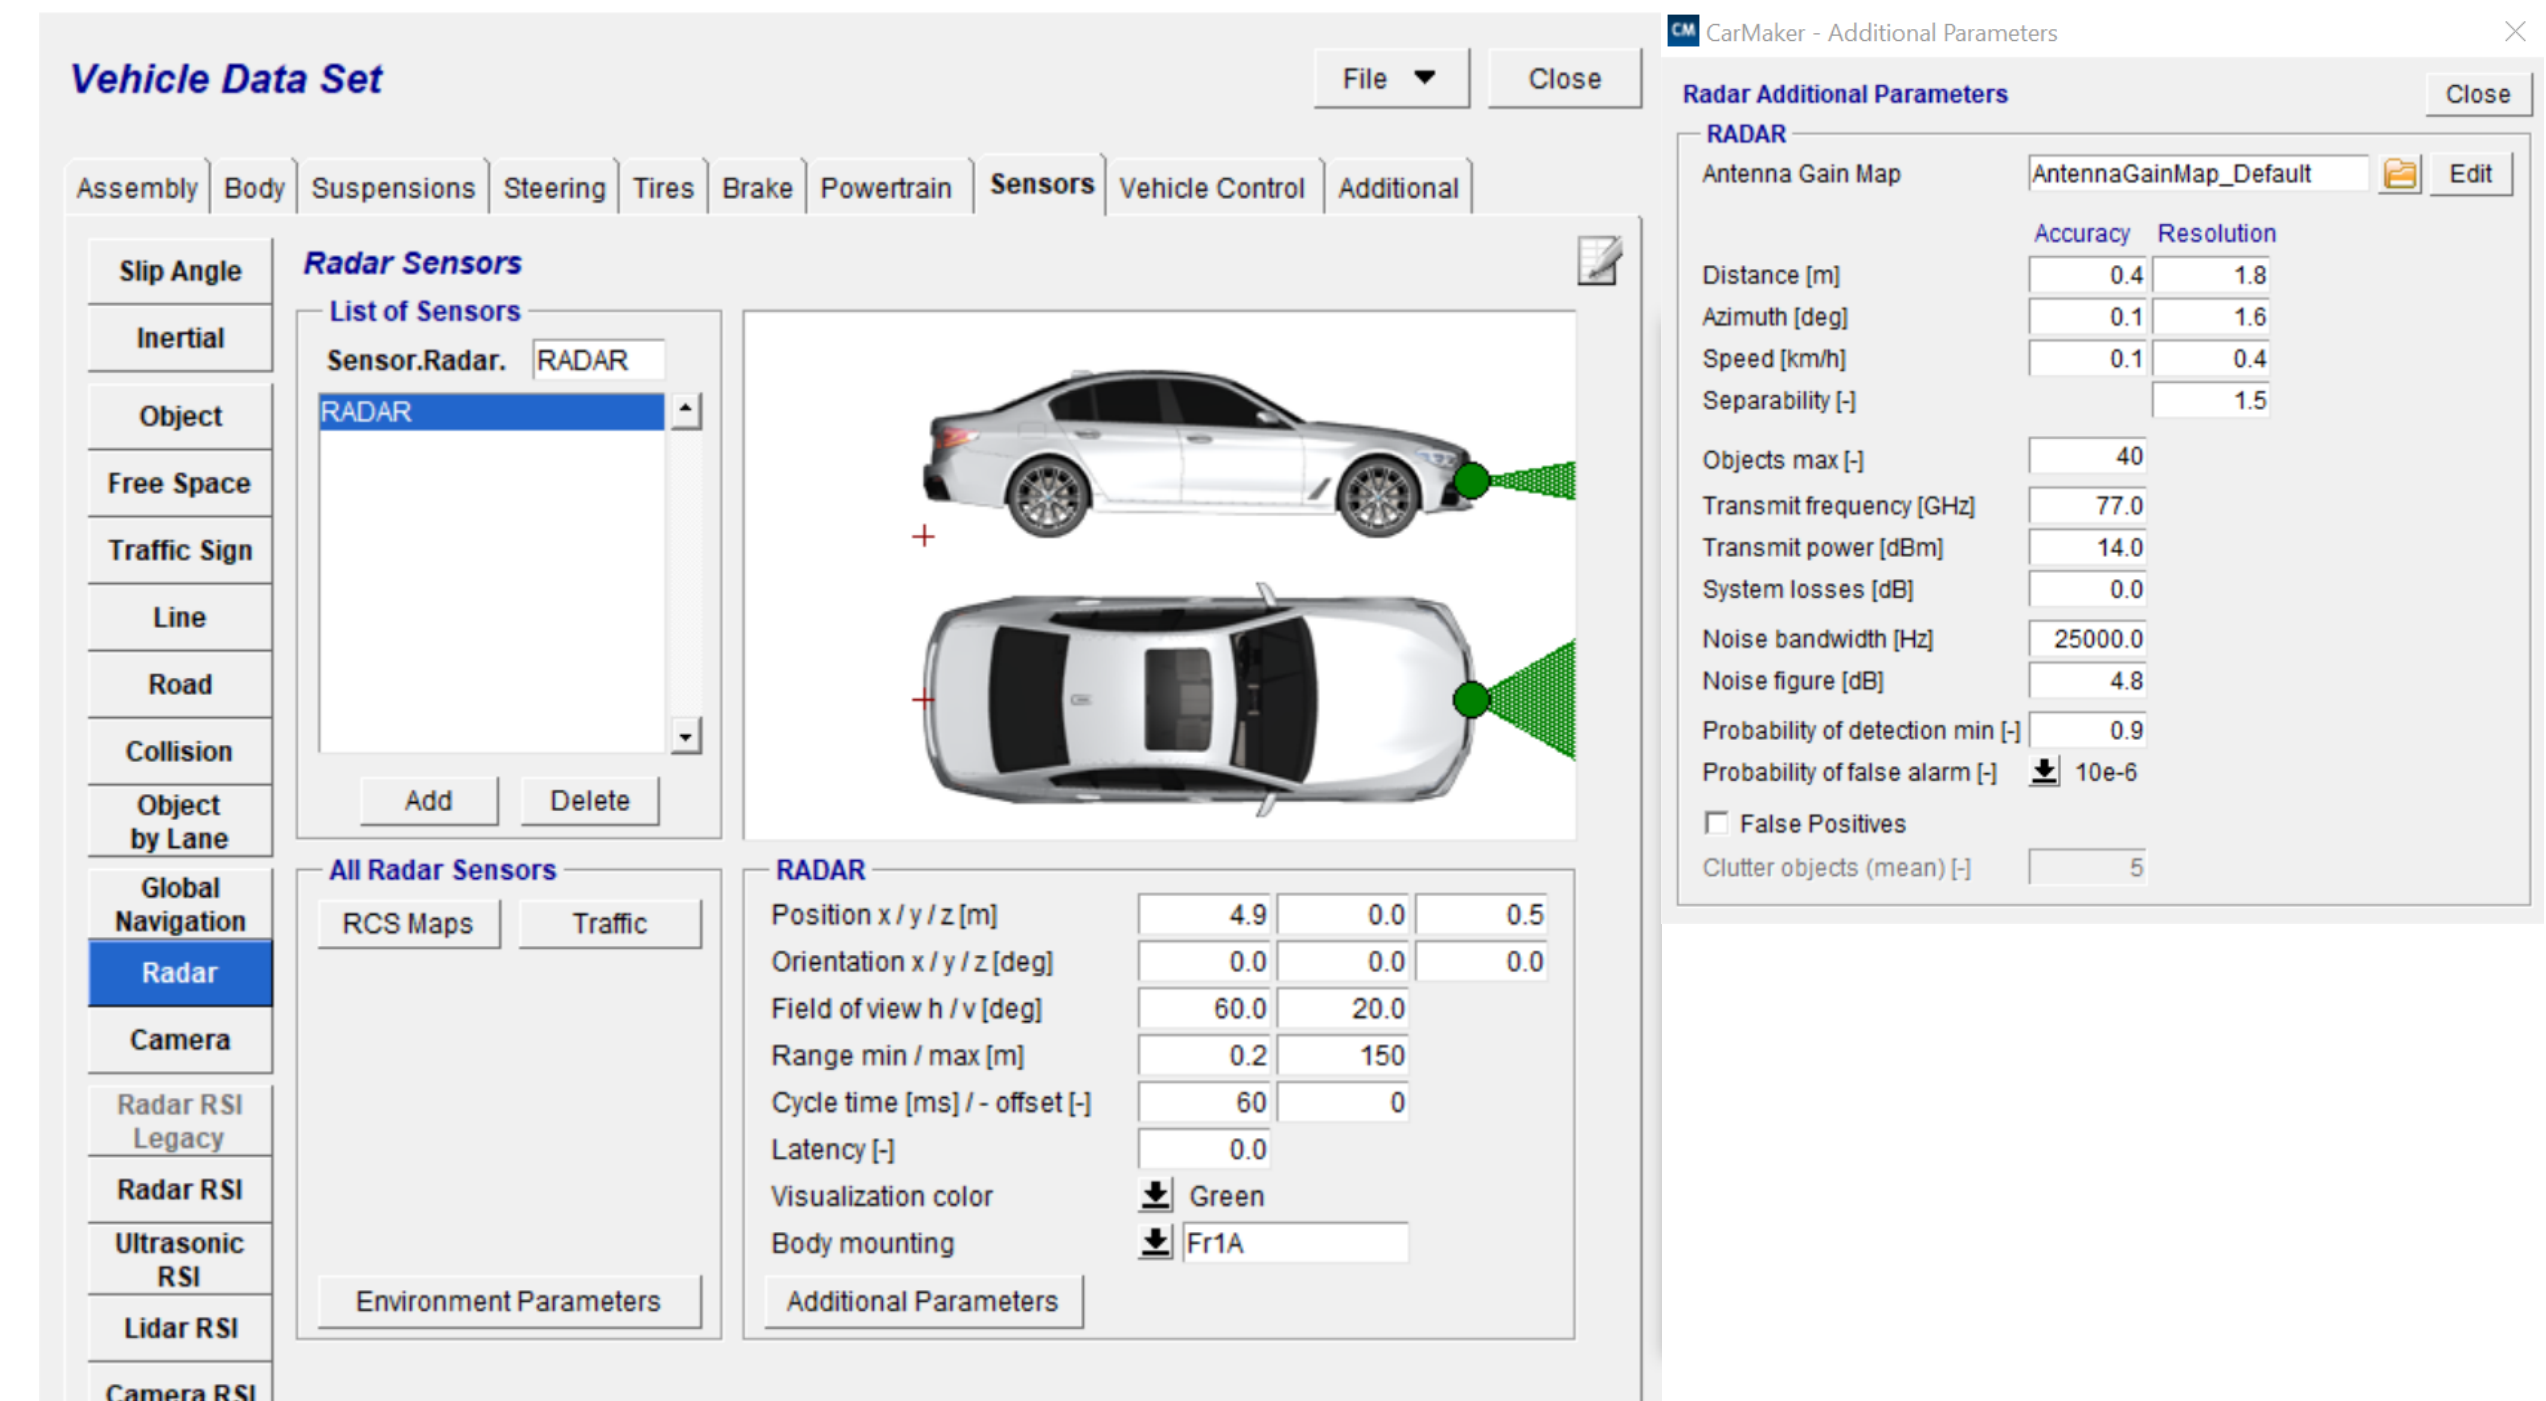 Vehicle Data Set
File
Close
Assembly Body Suspensions Steering Tires Brake Powertrain Sensors Vehicle Control Additional
Slip Angle
Inertial
Object
Free Space
Traffic Sign
Line
Road
Collision
Object
by Lane
Global
Navigation
Radar
Camera
Radar RSI
Legacy
Radar RSI
Ultrasonic
RSI
Lidar RSI
Camera RSI
Radar Sensors
List of Sensors
Sensor.Radar. RADAR
RADAR
Add Delete
All Radar Sensors
RCS Maps Traffic
Environment Parameters
RADAR
Position x / y / z [m] 4.9 0.0 0.5
Orientation x / y / z [deg] 0.0 0.0 0.0
Field of view h / v [deg] 60.0 20.0
Range min / max [m] 0.2 150
Cycle time [ms] / - offset [-] 60 0
Latency [-] 0.0
Visualization color Green
Body mounting Fr1A
Additional Parameters
CM CarMaker - Additional Parameters
Radar Additional Parameters Close
RADAR
Antenna Gain Map AntennaGainMap_Default Edit
Accuracy Resolution
Distance [m] 0.4 1.8
Azimuth [deg] 0.1 1.6
Speed [km/h] 0.1 0.4
Separability [-] 1.5
Objects max [-] 40
Transmit frequency [GHz] 77.0
Transmit power [dBm] 14.0
System losses [dB] 0.0
Noise bandwidth [Hz] 25000.0
Noise figure [dB] 4.8
Probability of detection min [-] 0.9
Probability of false alarm [-] 10e-6
False Positives
Clutter objects (mean) [-] 5